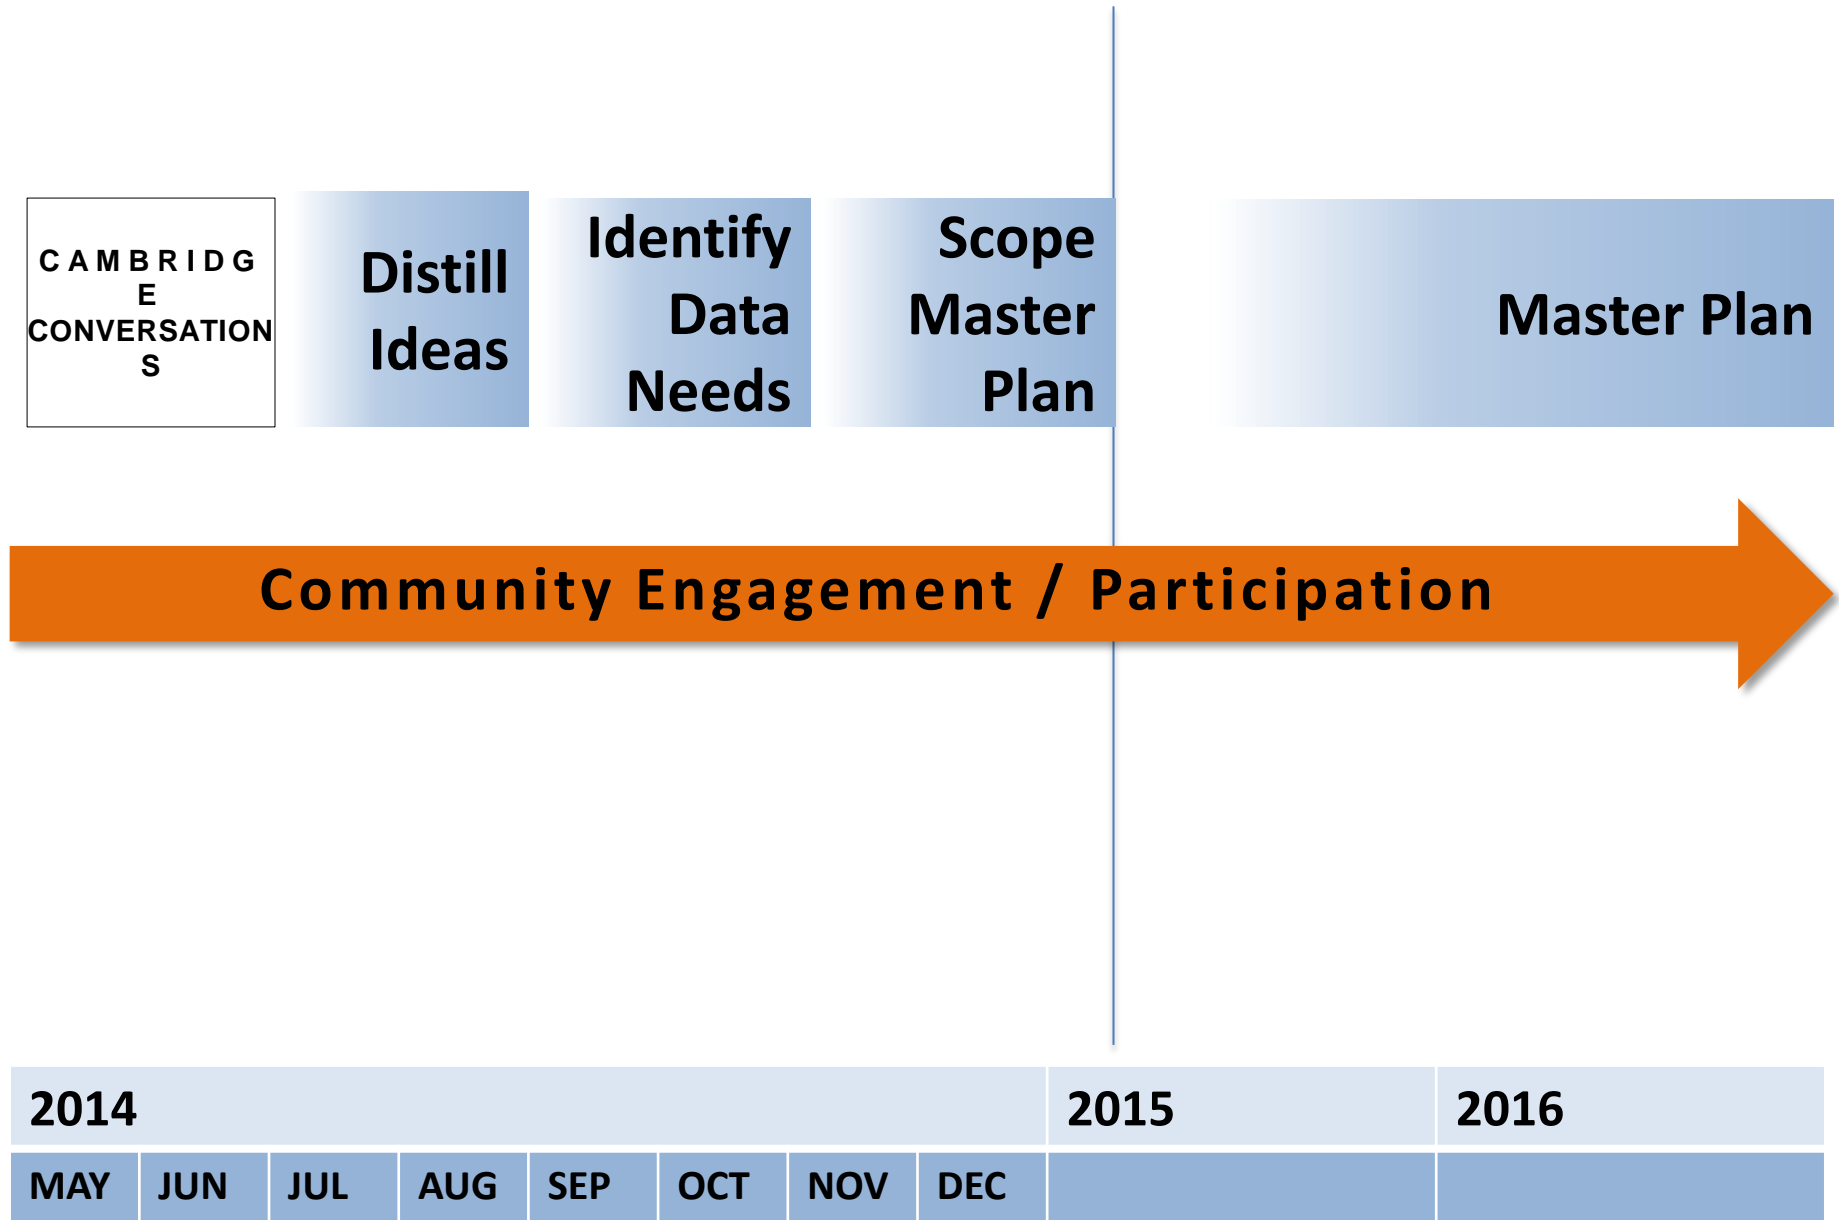 C A M B R I D G
E
CONVERSATION
S
Distill
Ideas
Identify
Data
Needs
Scope
Master
Plan
Master Plan
Community Engagement / Participation
2014 2015 2016
MAY JUN JUL AUG SEP OCT NOV DEC